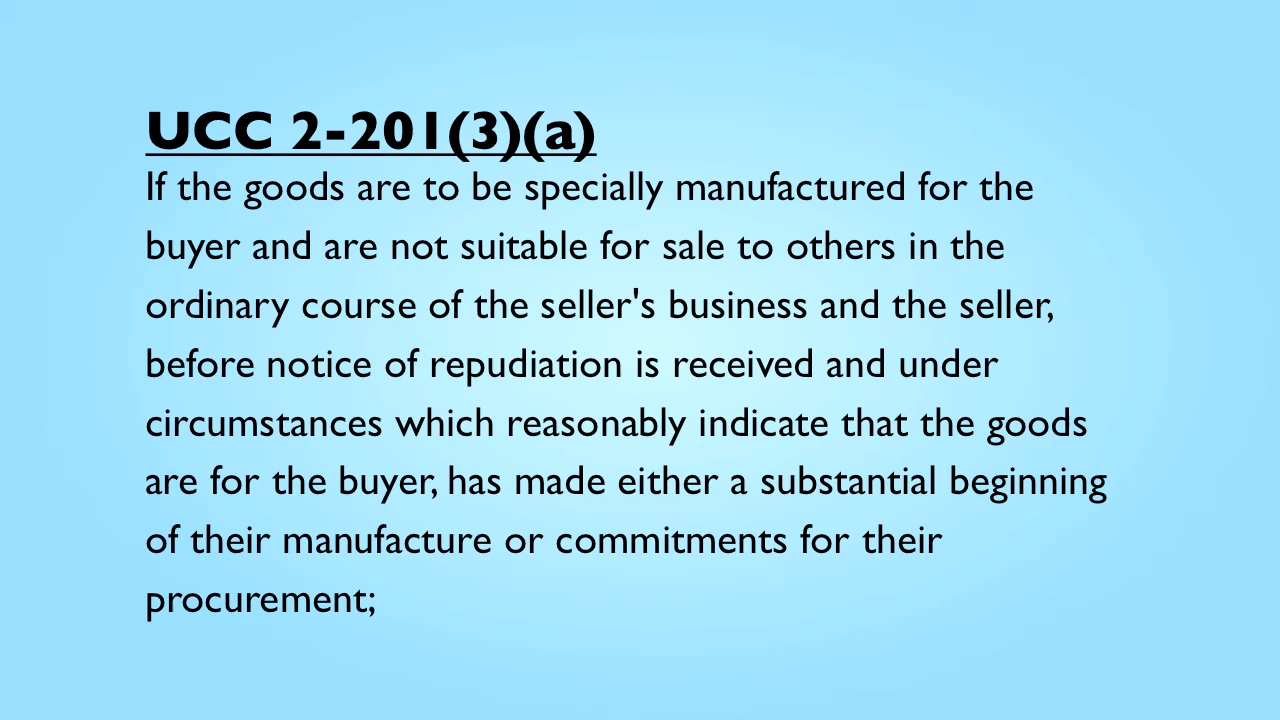 UCC 2-201(3)(a)
If the goods are to be specially manufactured for the
buyer and are not suitable for sale to others in the
ordinary course of the seller's business and the seller,
before notice of repudiation is received and under
circumstances which reasonably indicate that the goods
are for the buyer, has made either a substantial beginning
of their manufacture or commitments for their
procurement;